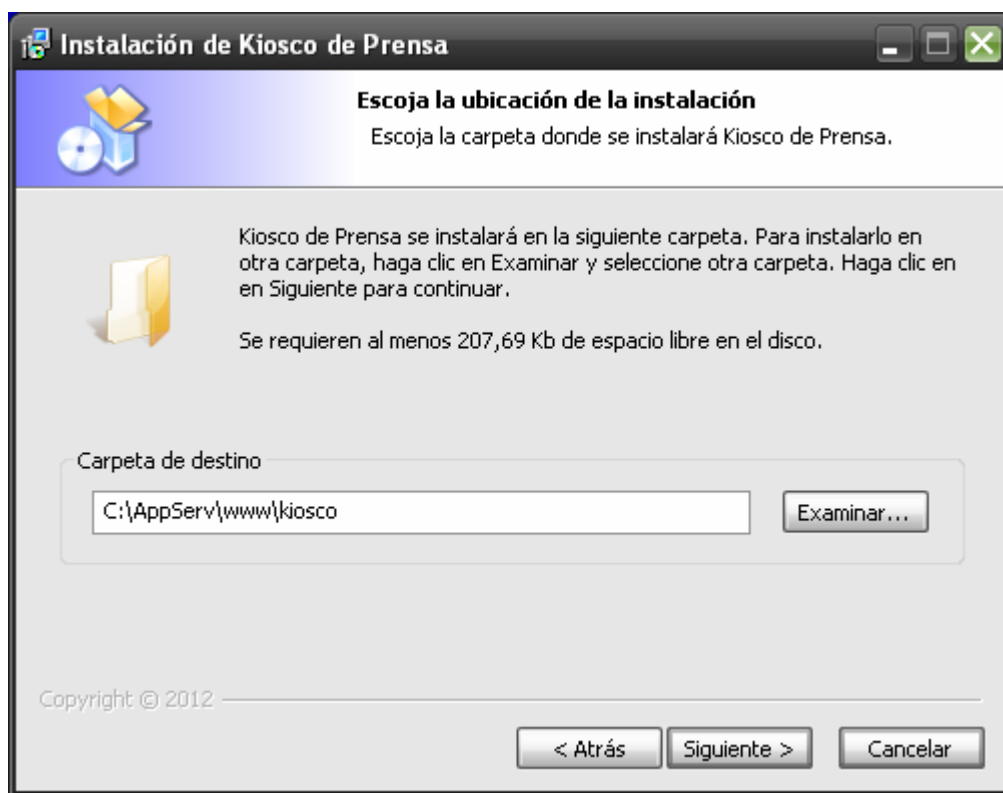 Instalación de Kiosco de Prensa
Escoja la ubicación de la instalación
Escoja la carpeta donde se instalará Kiosco de Prensa.
Kiosco de Prensa se instalará en la siguiente carpeta. Para instalarlo en
otra carpeta, haga clic en Examinar y seleccione otra carpeta. Haga clic en
en Siguiente para continuar.
Se requieren al menos 207,69 Kb de espacio libre en el disco.
Carpeta de destino
C:\AppServ\www\kiosco
Examinar...
Copyright © 2012
< Atrás
Siguiente >
Cancelar